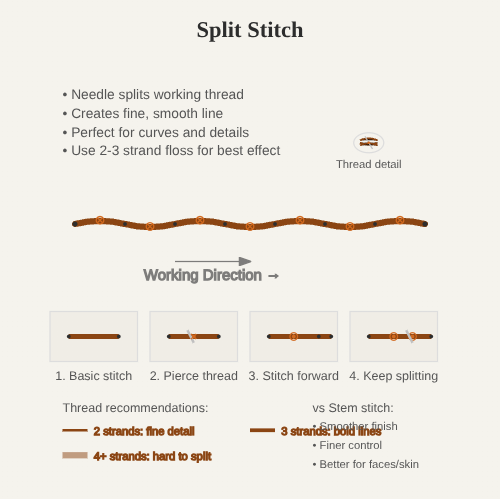 Split Stitch
• Needle splits working thread
• Creates fine, smooth line
• Perfect for curves and details
• Use 2-3 strand floss for best effect
Thread detail
Working Direction →
1. Basic stitch
2. Pierce thread
3. Stitch forward
4. Keep splitting
Thread recommendations:
2 strands: fine detail
3 strands: bold lines
4+ strands: hard to split
vs Stem stitch:
• Smoother finish
• Finer control
• Better for faces/skin